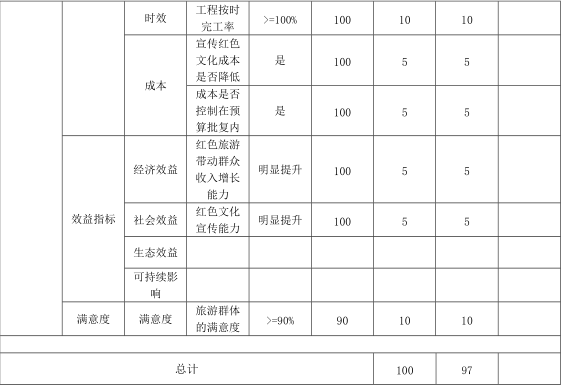 时效 工程按时完工率 >=100% 100 10 10
成本 宣传红色文化成本是否降低 是 100 5 5
成本是否控制在预算批复内 是 100 5 5
效益指标 经济效益 红色旅游带动群众收入增长能力 明显提升 100 5 5
社会效益 红色文化宣传能力 明显提升 100 5 5
生态效益
可持续影响
满意度 满意度 旅游群体的满意度 >=90% 90 10 10
总计 100 97